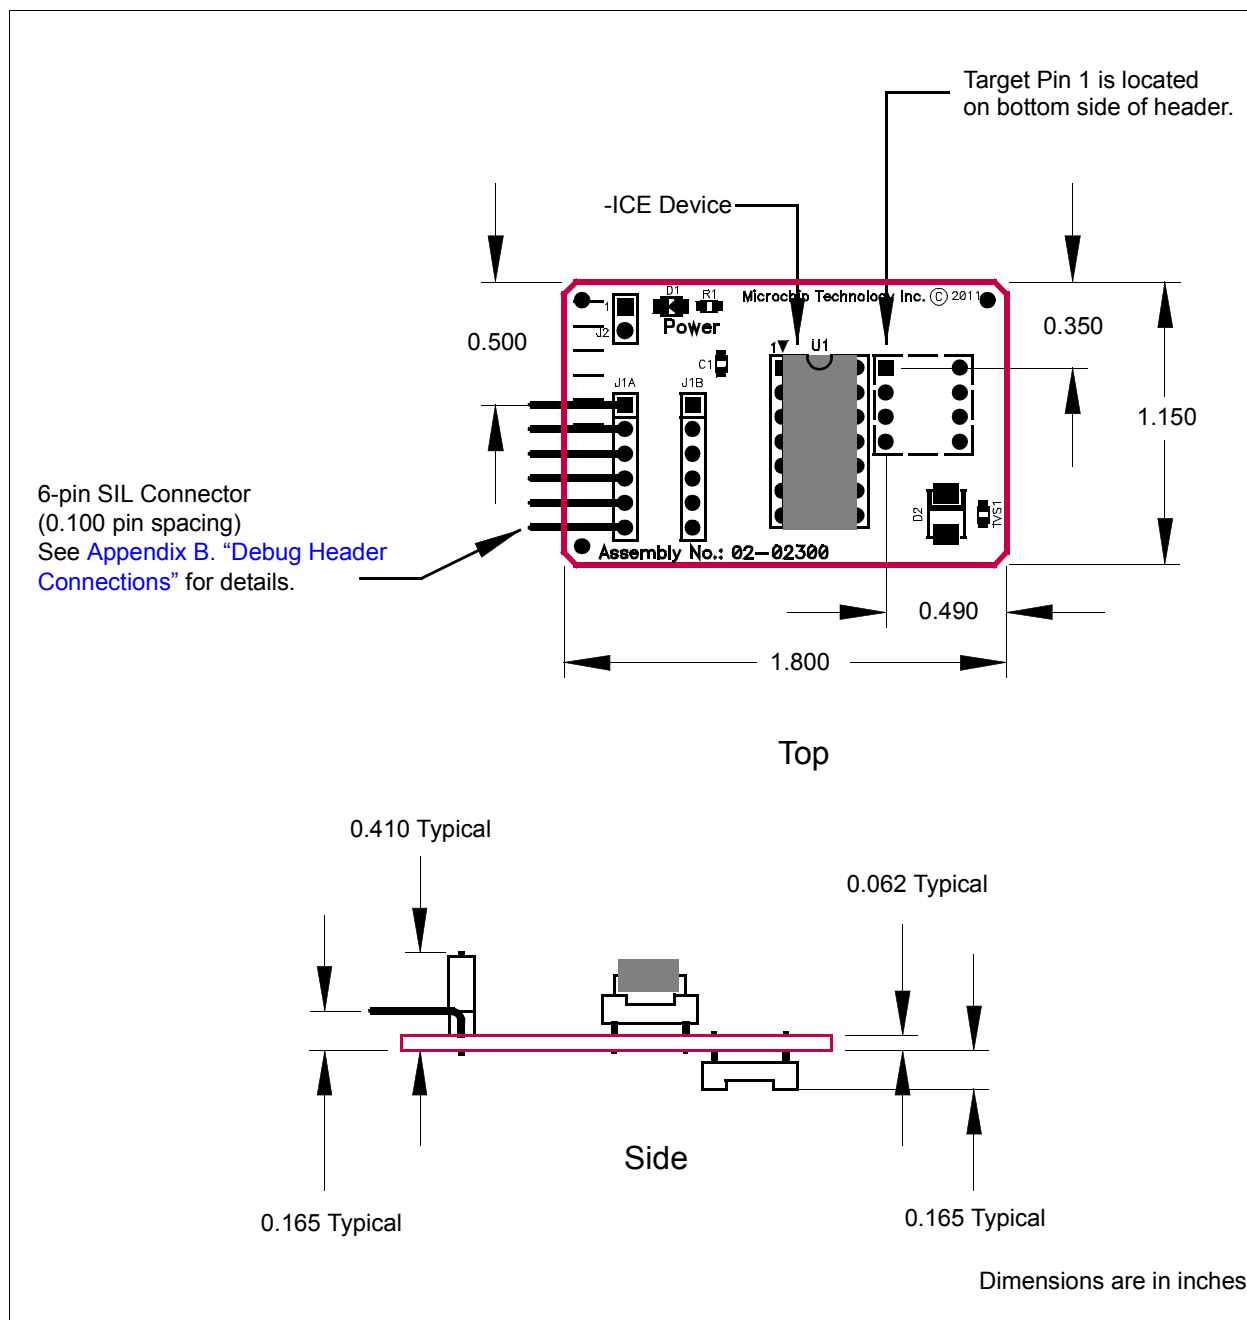 Target Pin 1 is located
on bottom side of header.
-ICE Device
D1
R1
Microchip Technology Inc. © 2011
1
J2
Power
0.500
0.350
1
U1
C1
J1A
J1B
1.150
6-pin SIL Connector
(0.100 pin spacing)
See Appendix B. “Debug Header
Connections” for details.
D2
TVS1
Assembly No.: 02-02300
0.490
1.800
Top
0.410 Typical
0.062 Typical
Side
0.165 Typical
0.165 Typical
Dimensions are in inches